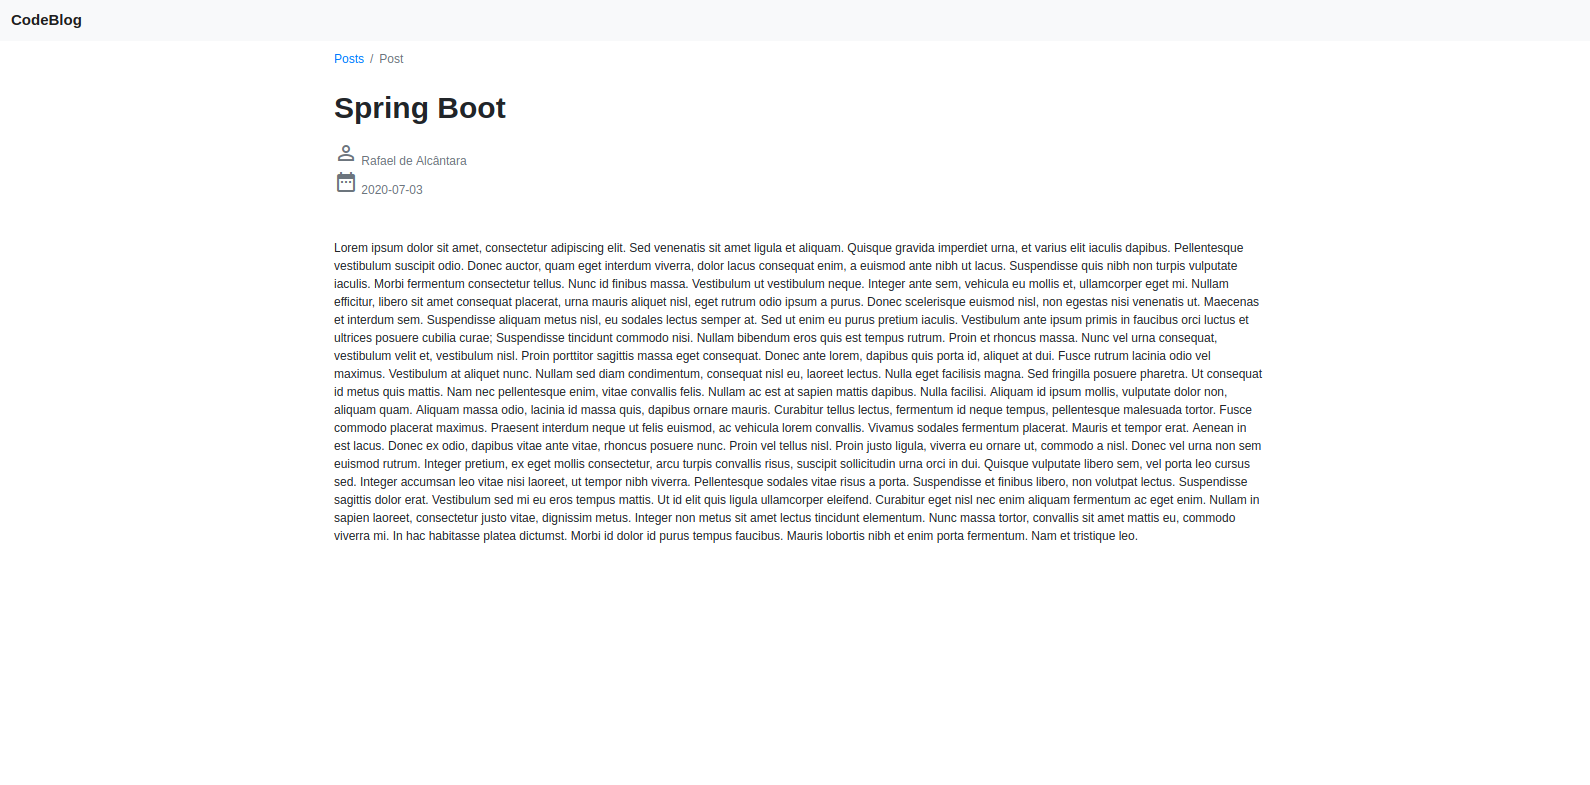 CodeBlog
Posts / Post
Spring Boot
Rafael de Alcântara
2020-07-03
Lorem ipsum dolor sit amet, consectetur adipiscing elit. Sed venenatis sit amet ligula et aliquam. Quisque gravida imperdiet urna, et varius elit iaculis dapibus. Pellentesque
vestibulum suscipit odio. Donec auctor, quam eget interdum viverra, dolor lacus consequat enim, a euismod ante nibh ut lacus. Suspendisse quis nibh non turpis vulputate
iaculis. Morbi fermentum consectetur tellus. Nunc id finibus massa. Vestibulum ut vestibulum neque. Integer ante sem, vehicula eu mollis et, ullamcorper eget mi. Nullam
efficitur, libero sit amet consequat placerat, urna mauris aliquet nisl, eget rutrum odio ipsum a purus. Donec scelerisque euismod nisl, non egestas nisi venenatis ut. Maecenas
et interdum sem. Suspendisse aliquam metus nisl, eu sodales lectus semper at. Sed ut enim eu purus pretium iaculis. Vestibulum ante ipsum primis in faucibus orci luctus et
ultrices posuere cubilia curae; Suspendisse tincidunt commodo nisi. Nullam bibendum eros quis est tempus rutrum. Proin et rhoncus massa. Nunc vel urna consequat,
vestibulum velit et, vestibulum nisl. Proin porttitor sagittis massa eget consequat. Donec ante lorem, dapibus quis porta id, aliquet at dui. Fusce rutrum lacinia odio vel
maximus. Vestibulum at aliquet nunc. Nullam sed diam condimentum, consequat nisl eu, laoreet lectus. Nulla eget facilisis magna. Sed fringilla posuere pharetra. Ut consequat
id metus quis mattis. Nam nec pellentesque enim, vitae convallis felis. Nullam ac est at sapien mattis dapibus. Nulla facilisi. Aliquam id ipsum mollis, vulputate dolor non,
aliquam quam. Aliquam massa odio, lacinia id massa quis, dapibus ornare mauris. Curabitur tellus lectus, fermentum id neque tempus, pellentesque malesuada tortor. Fusce
commodo placerat maximus. Praesent interdum neque ut felis euismod, ac vehicula lorem convallis. Vivamus sodales fermentum placerat. Mauris et tempor erat. Aenean in
est lacus. Donec ex odio, dapibus vitae ante vitae, rhoncus posuere nunc. Proin vel tellus nisl. Proin justo ligula, viverra eu ornare ut, commodo a nisl. Donec vel urna non sem
euismod rutrum. Integer pretium, ex eget mollis consectetur, arcu turpis convallis risus, suscipit sollicitudin urna orci in dui. Quisque vulputate libero sem, vel porta leo cursus
sed. Integer accumsan leo vitae nisi laoreet, ut tempor nibh viverra. Pellentesque sodales vitae risus a porta. Suspendisse et finibus libero, non volutpat lectus. Suspendisse
sagittis dolor erat. Vestibulum sed mi eu eros tempus mattis. Ut id elit quis ligula ullamcorper eleifend. Curabitur eget nisl nec enim aliquam fermentum ac eget enim. Nullam in
sapien laoreet, consectetur justo vitae, dignissim metus. Integer non metus sit amet lectus tincidunt elementum. Nunc massa tortor, convallis sit amet mattis eu, commodo
viverra mi. In hac habitasse platea dictumst. Morbi id dolor id purus tempus faucibus. Mauris lobortis nibh et enim porta fermentum. Nam et tristique leo.